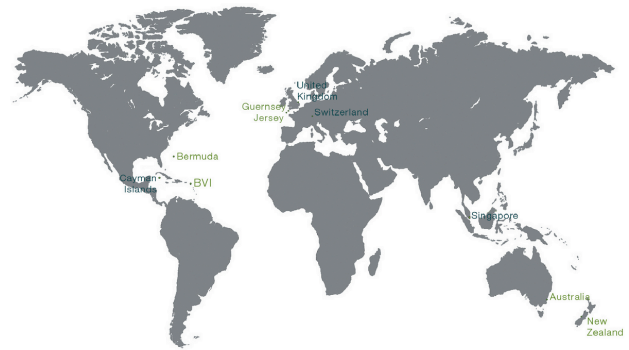 United
Kingdom
Guernsey
Jersey
Switzerland
Bermuda
Cayman
Islands
BVI
Singapore
Australia
New
Zealand